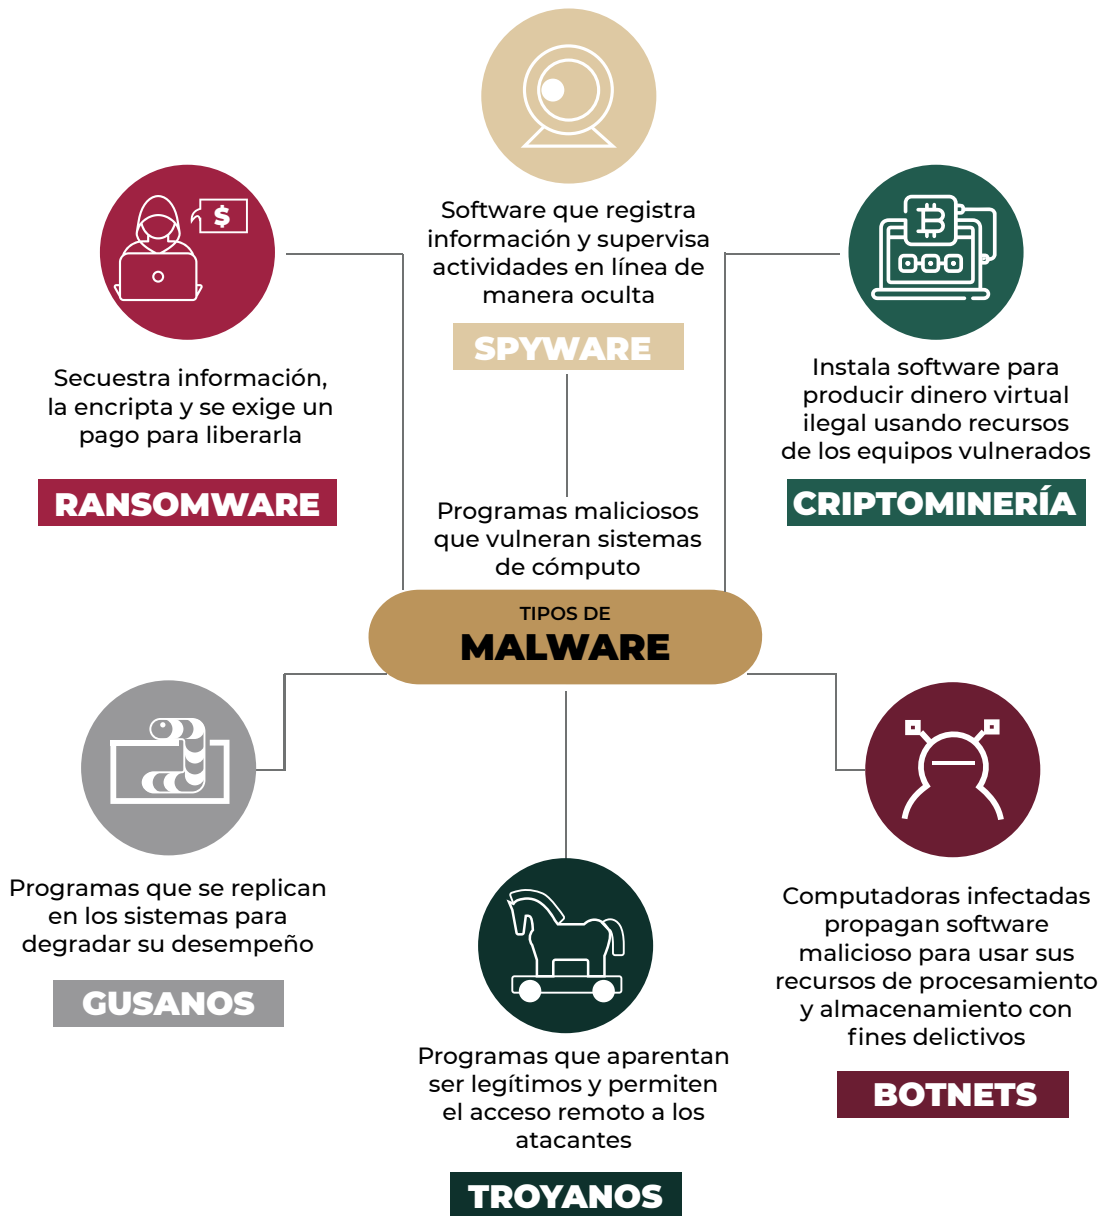 Software que registra
información y supervisa
actividades en línea de
manera oculta
SPYWARE
$
Secuestra información,
la encripta y se exige un
pago para liberarla
RANSOMWARE
Instala software para
producir dinero virtual
ilegal usando recursos
de los equipos vulnerados
CRIPTOMINERÍA
Programas maliciosos
que vulneran sistemas
de cómputo
TIPOS DE
MALWARE
Programas que se replican
en los sistemas para
degradar su desempeño
GUSANOS
Programas que aparentan
ser legítimos y permiten
el acceso remoto a los
atacantes
TROYANOS
Computadoras infectadas
propagan software
malicioso para usar sus
recursos de procesamiento
y almacenamiento con
fines delictivos
BOTNETS